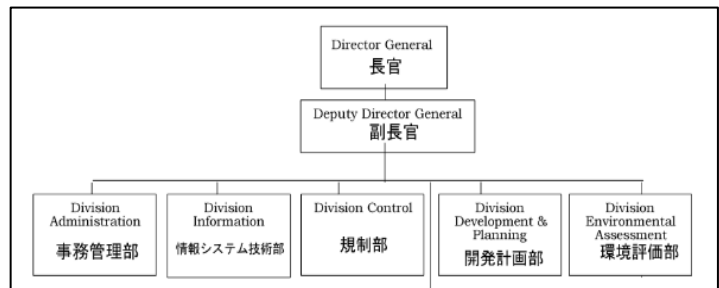 Director General
長官
Deputy Director General
副長官
Division
Administration
事務管理部
Division
Information
情報システム技術部
Division Control
規制部
Division
Development &
Planning
開発計画部
Division
Environmental
Assessment
環境評価部